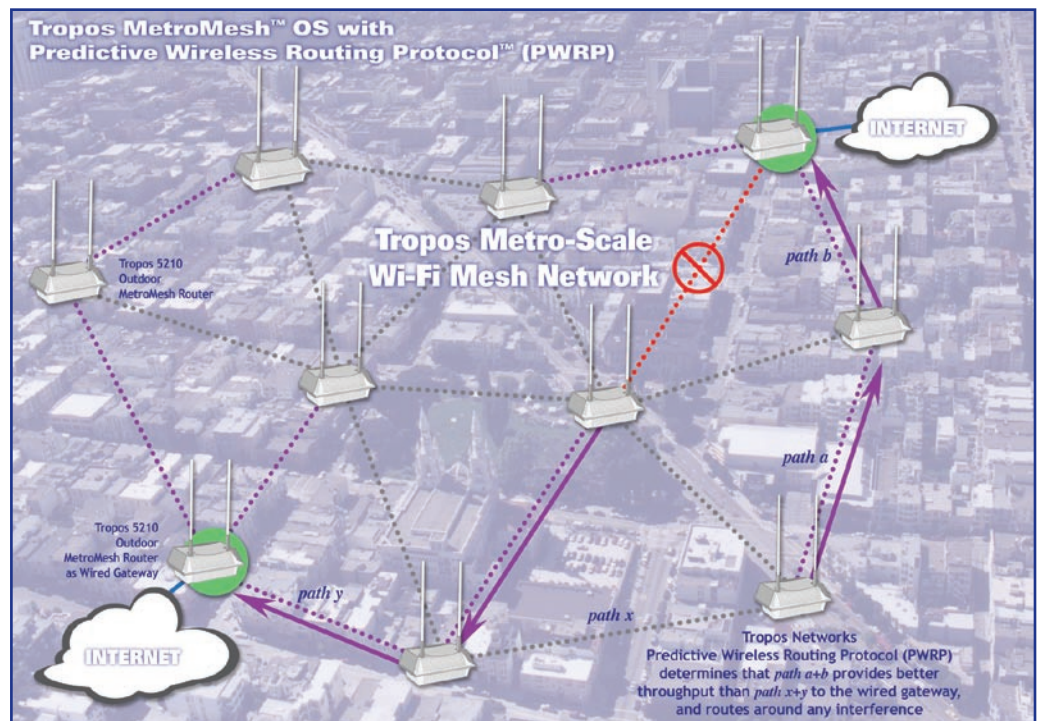 Tropos MetroMesh™ OS with
Predictive Wireless Routing Protocol™ (PWRP)
INTERNET
Tropos Metro-Scale
Wi-Fi Mesh Network
path b
Tropos 5210
Outdoor
MetroMesh Router
path a
Tropos 5210
Outdoor
MetroMesh Router
as Wired Gateway
path y
path x
INTERNET
Tropos Networks
Predictive Wireless Routing Protocol (PWRP)
determines that path a+b provides better
throughput than path x+y to the wired gateway,
and routes around any interference